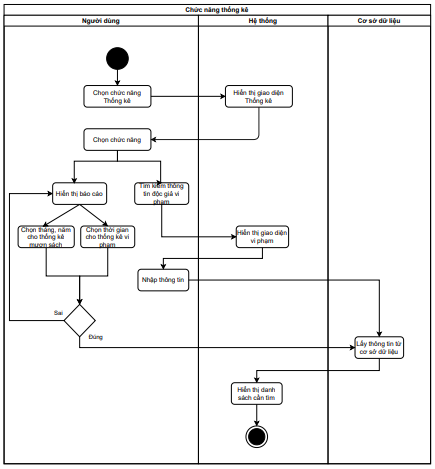 Chức năng thống kê
Người dùng
Hệ thống
Cơ sở dữ liệu
Chọn chức năng
Thống kê
Hiển thị giao diện
Thống kê
Chọn chức năng
Hiển thị báo cáo
Tìm kiếm thông
tin độc giả vi
phạm
Chọn tháng, năm
cho thống kê
mượn sách
Chọn thời gian
cho thống kê vi
phạm
Hiển thị giao diện
vi phạm
Nhập thông tin
Sai
Đúng
Lấy thông tin từ
cơ sở dữ liệu
Hiển thị danh
sách cần tìm